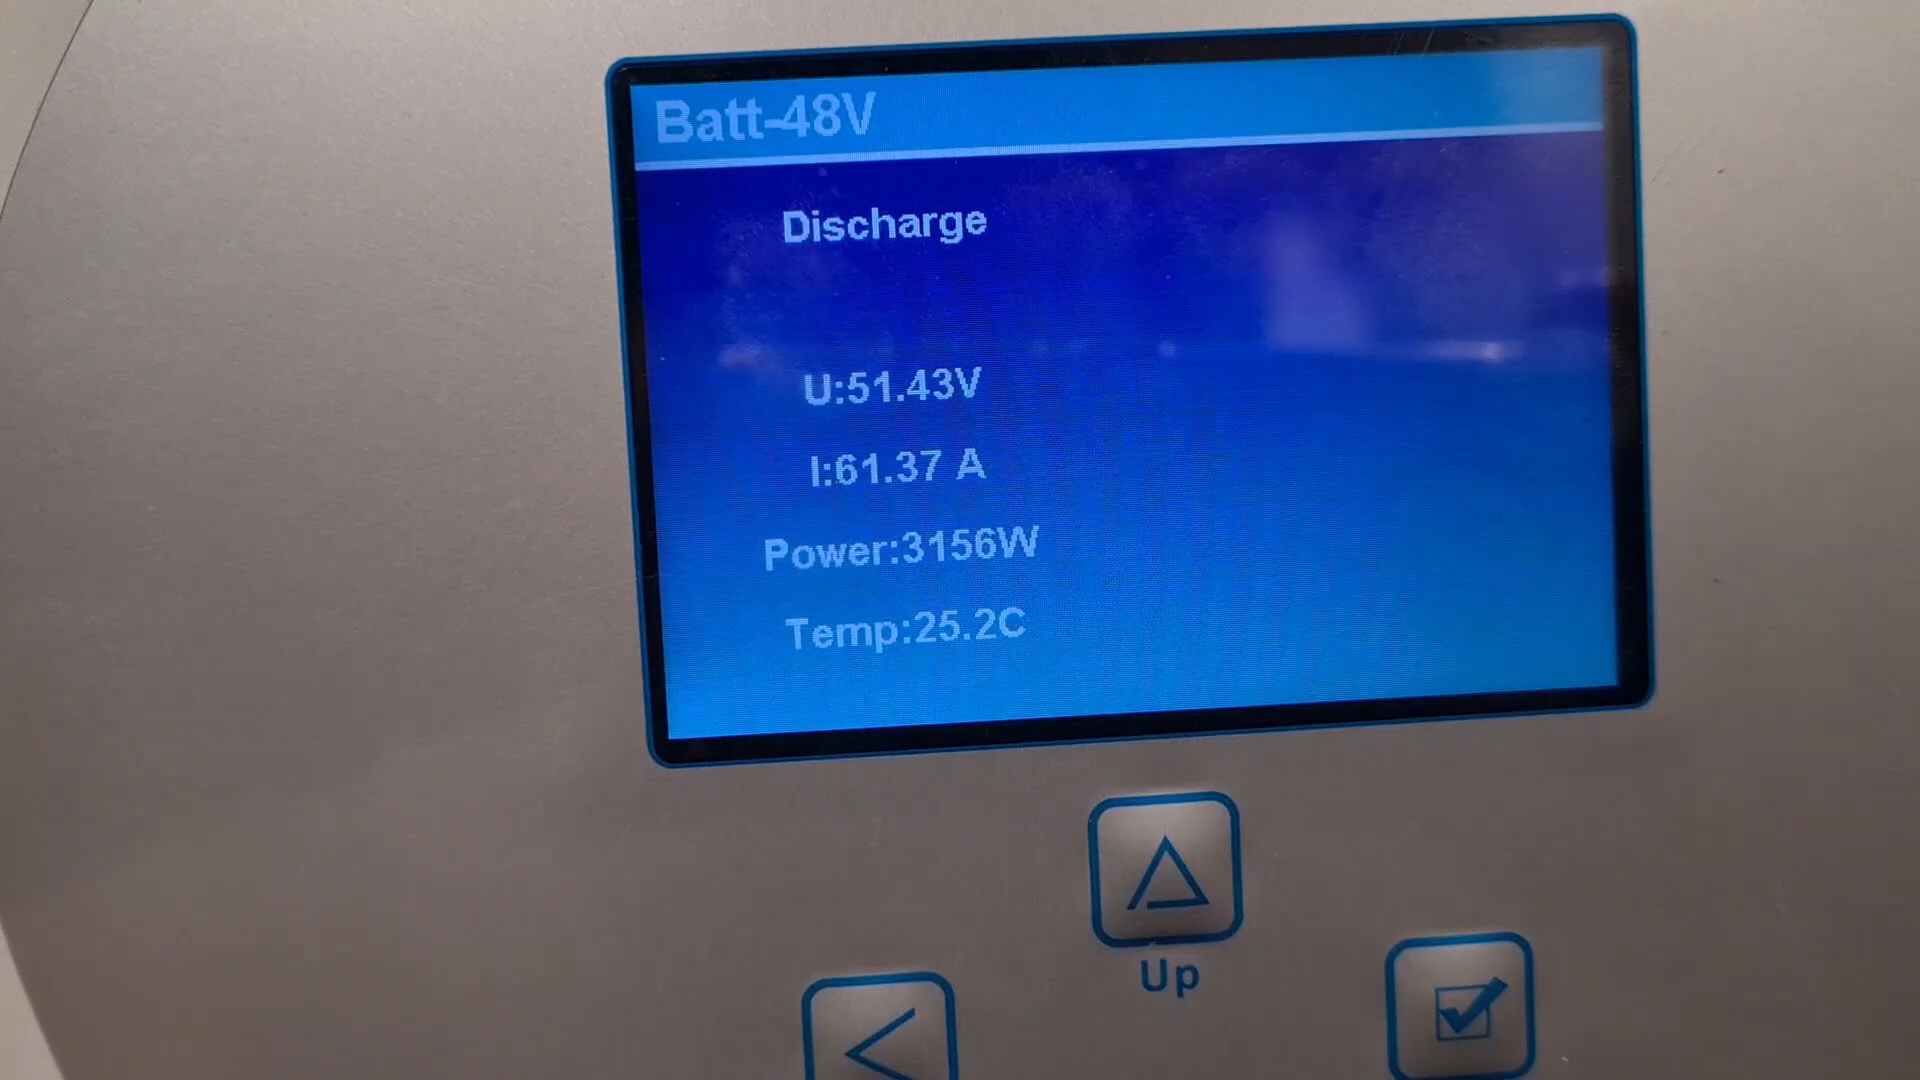 Batt-48V
Discharge
U:51.43V
I:61.37 A
Power:3156W
Temp:25.2C
Up